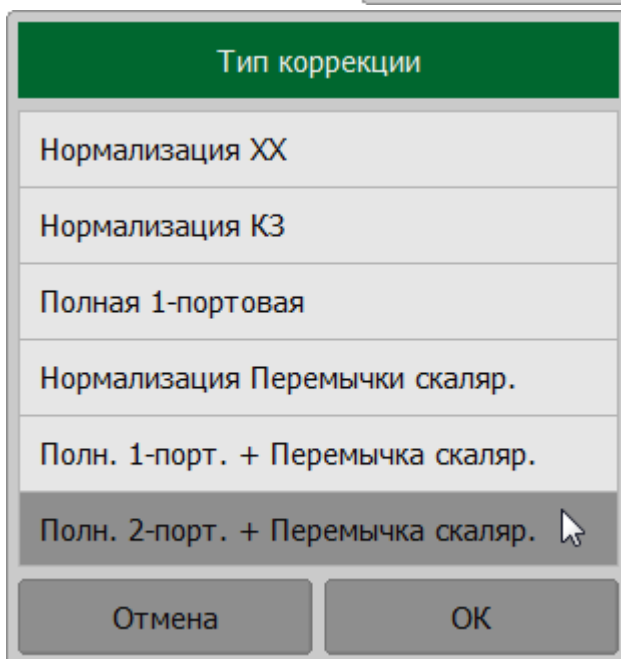 Тип коррекции
Нормализация ХХ
Нормализация КЗ
Полная 1-портовая
Нормализация Перемычки скаляр.
Полн. 1-порт. + Перемычка скаляр.
Полн. 2-порт. + Перемычка скаляр.
Отмена
ОК